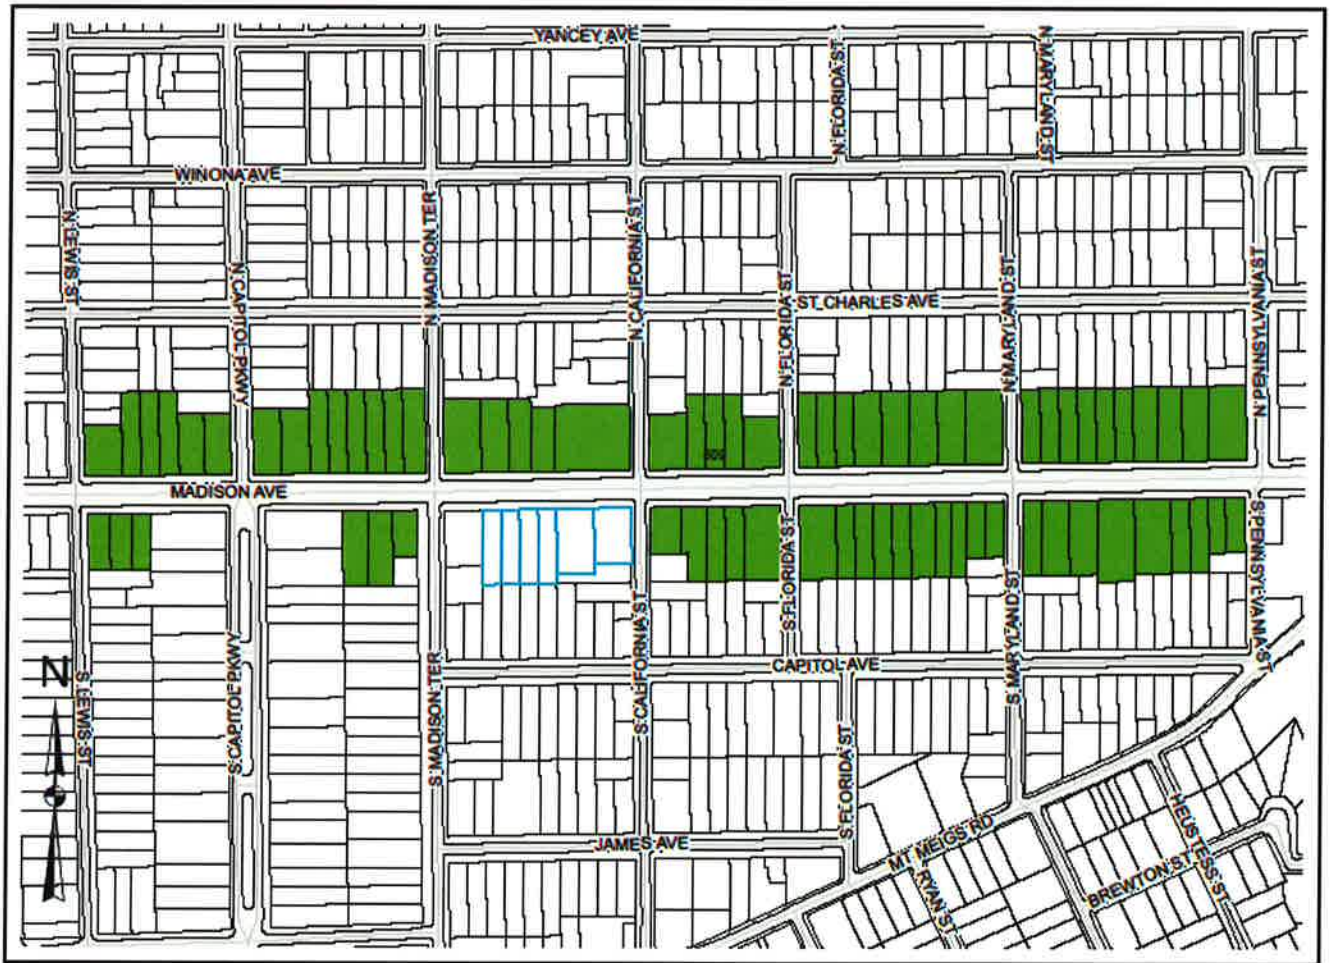 YANCEY AVE
N FLORIDA ST
N MARYLAND ST
WINONA AVE
N LEWIS ST
N CAPITOL PKWY
N MADISON TER
N CALIFORNIA ST
N FLORIDA ST
ST CHARLES AVE
N MARYLAND ST
N PENNSYLVANIA ST
MADISON AVE
S FLORIDA ST
S PENNSYLVANIA ST
S CALIFORNIA ST
S MARYLAND ST
CAPITOL AVE
N
S LEWIS ST
S CAPITOL PKWY
S MADISON TER
S FLORIDA ST
JAMES AVE
MT MEIGS RD
RYAN ST
BREWTON ST
HEUSTESS ST